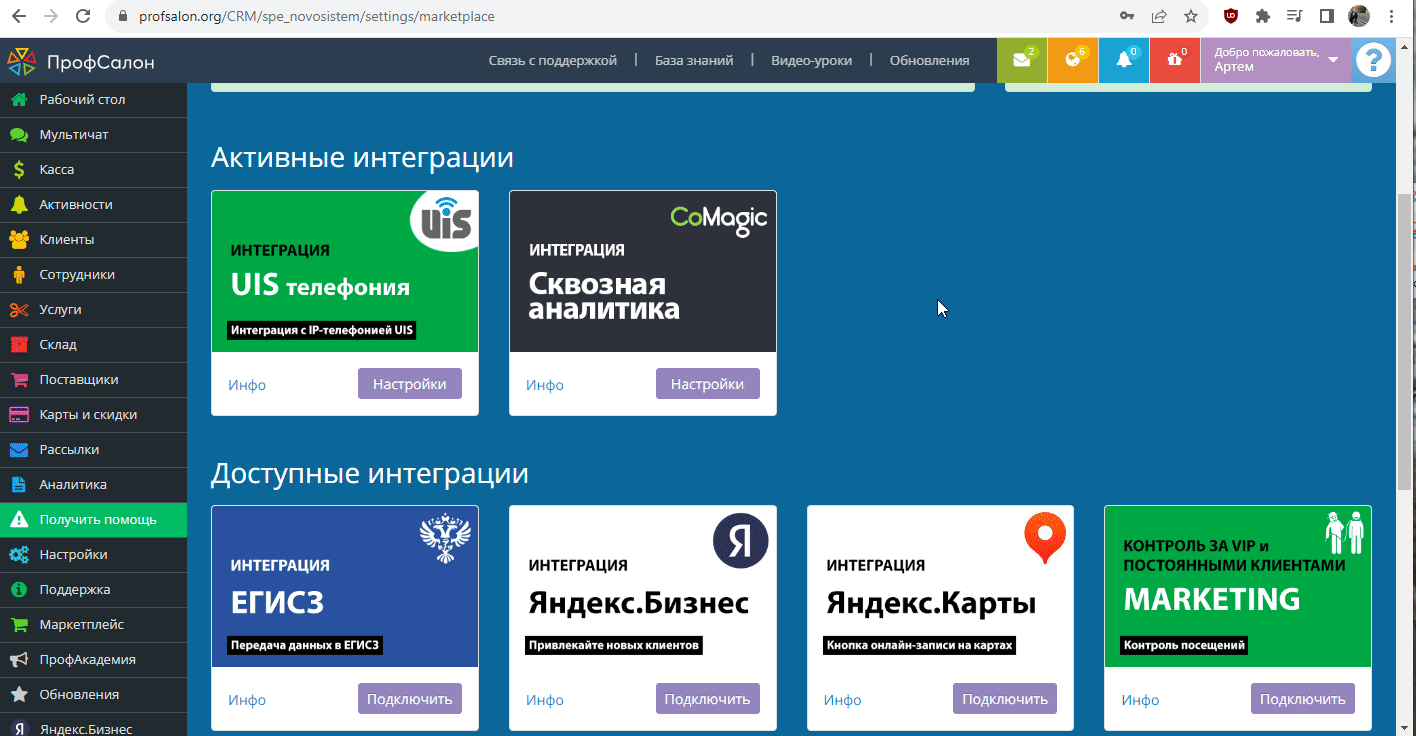 profsalon.org/CRM/spe_novosistem/settings/marketplace
ПрофСалон
Связь с поддержкой | База знаний | Видео-уроки | Обновления
2
6
0
0
Добро пожаловать,
Артем
?
Рабочий стол
Мультичат
Касса
Активности
Клиенты
Сотрудники
Услуги
Склад
Поставщики
Карты и скидки
Рассылки
Аналитика
Получить помощь
Настройки
Поддержка
Маркетплейс
ПрофАкадемия
Обновления
Я Яндекс.Бизнес
Активные интеграции
UiS
ИНТЕГРАЦИЯ
UIS телефония
Интеграция с IP-телефонией UIS
Инфо Настройки
CoMagic
ИНТЕГРАЦИЯ
Сквозная
аналитика
Инфо Настройки
Доступные интеграции
ИНТЕГРАЦИЯ
ЕГИСЗ
Передача данных в ЕГИСЗ
Инфо Подключить
Я
ИНТЕГРАЦИЯ
Яндекс.Бизнес
Привлекайте новых клиентов
Инфо Подключить
ИНТЕГРАЦИЯ
Яндекс.Карты
Кнопка онлайн-записи на картах
Инфо Подключить
КОНТРОЛЬ ЗА VIP и
ПОСТОЯННЫМИ КЛИЕНТАМИ
MARKETING
Контроль посещений
Инфо Подключить